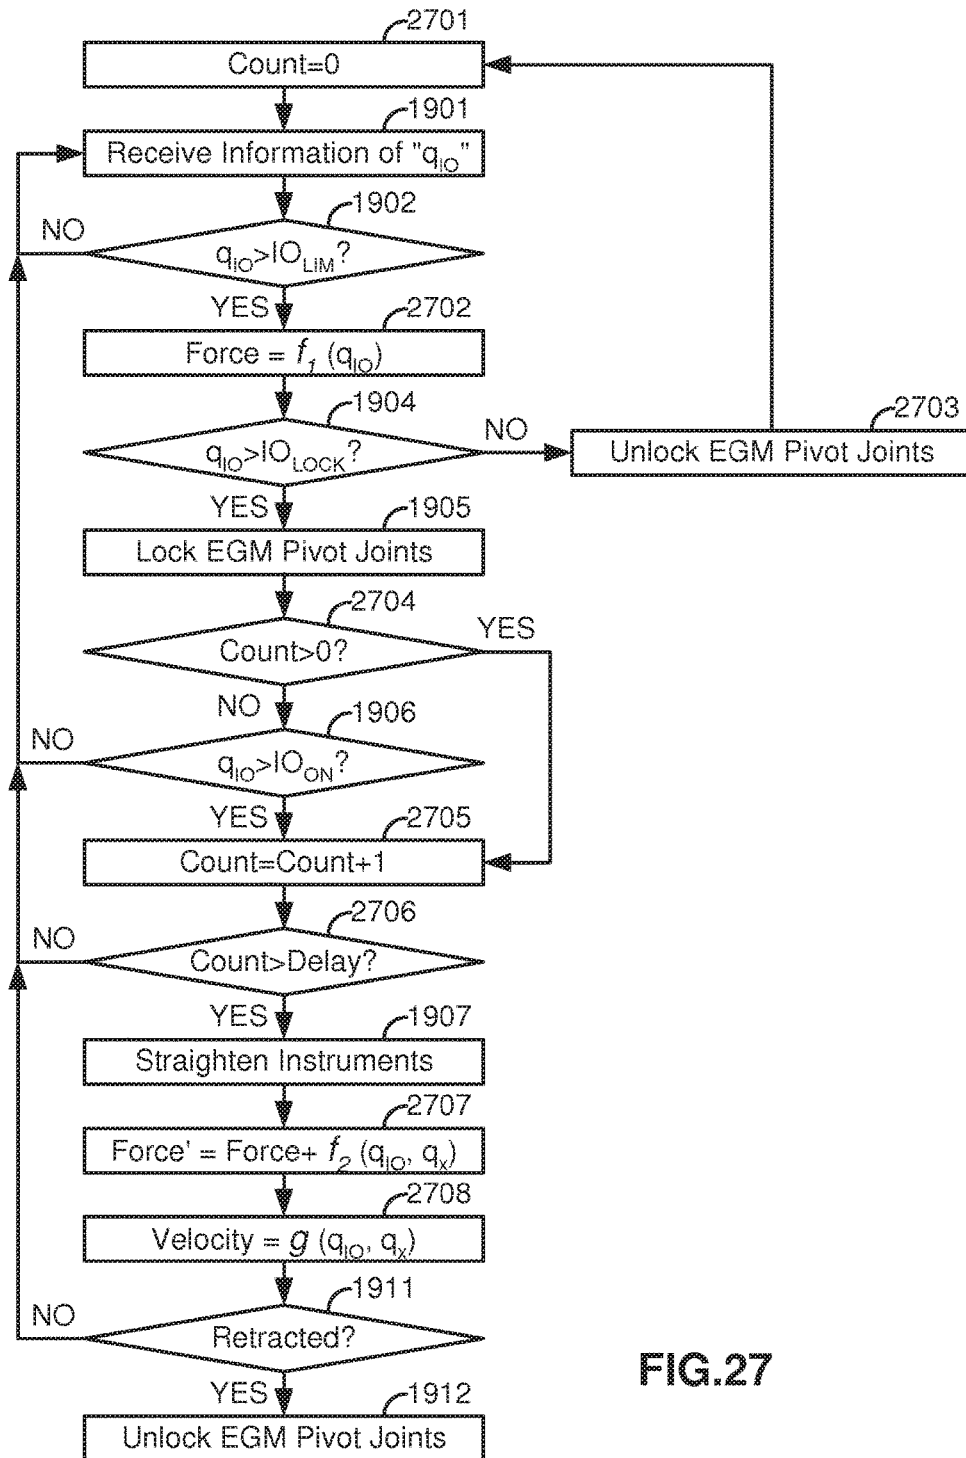 2701
Count=0
1901
Receive Information of "qIO"
1902
NO
qIO>IOLIM?
YES
2702
Force = f1 (qIO)
1904
NO
2703
qIO>IOLOCK?
Unlock EGM Pivot Joints
YES
1905
Lock EGM Pivot Joints
2704
YES
Count>0?
NO
1906
NO
qIO>IOON?
YES
2705
Count=Count+1
2706
NO
Count>Delay?
YES
1907
Straighten Instruments
2707
Force' = Force+ f2 (qIO, qx)
2708
Velocity = g (qIO, qx)
1911
NO
Retracted?
FIG.27
YES
1912
Unlock EGM Pivot Joints